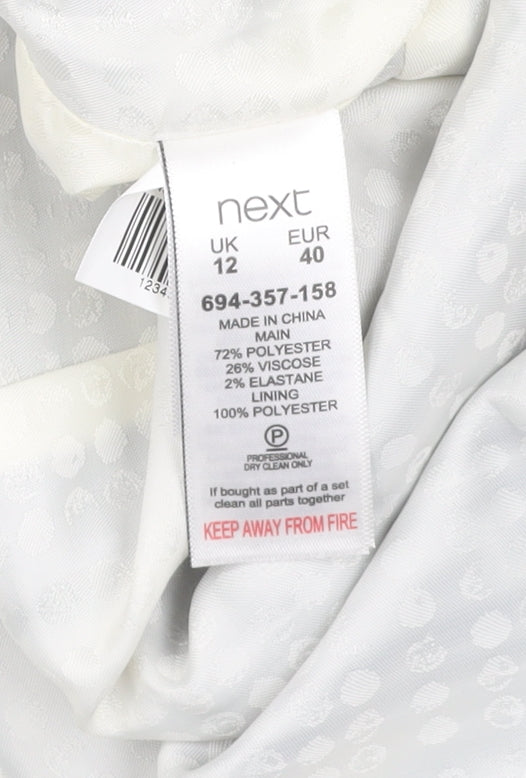 next
UK EUR
12 40
694-357-158
MADE IN CHINA
MAIN
72% POLYESTER
26% VISCOSE
2% ELASTANE
LINING
100% POLYESTER
P
PROFESSIONAL
DRY CLEAN ONLY
If bought as part of a set
clean all parts together
KEEP AWAY FROM FIRE
1234